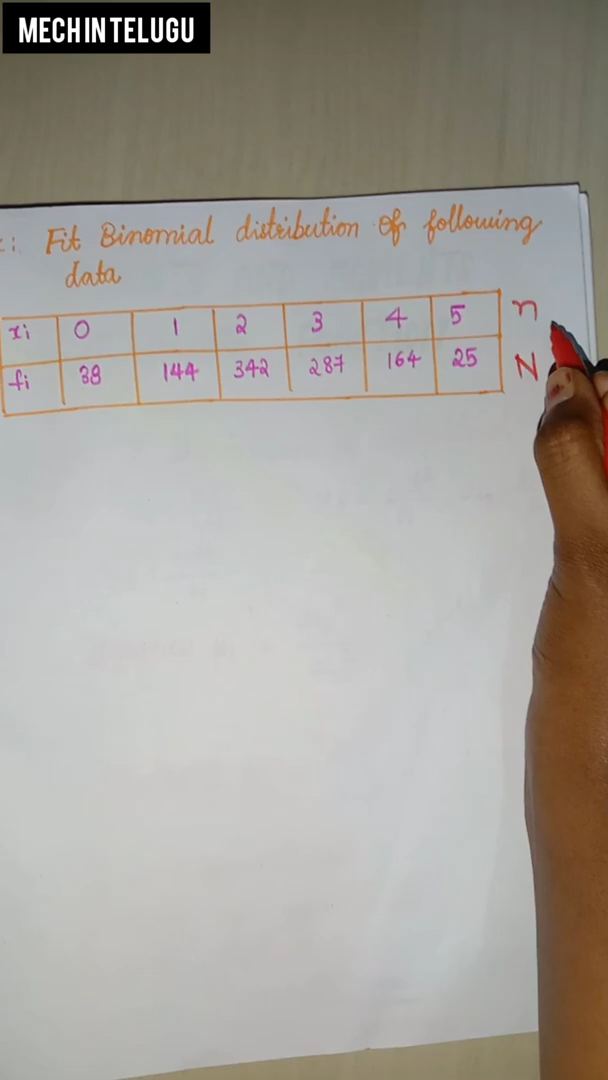 MECH IN TELUGU
: Fit Binomial distribution of following
data
xi 0 1 2 3 4 5 n
fi 38 144 342 287 164 25 N